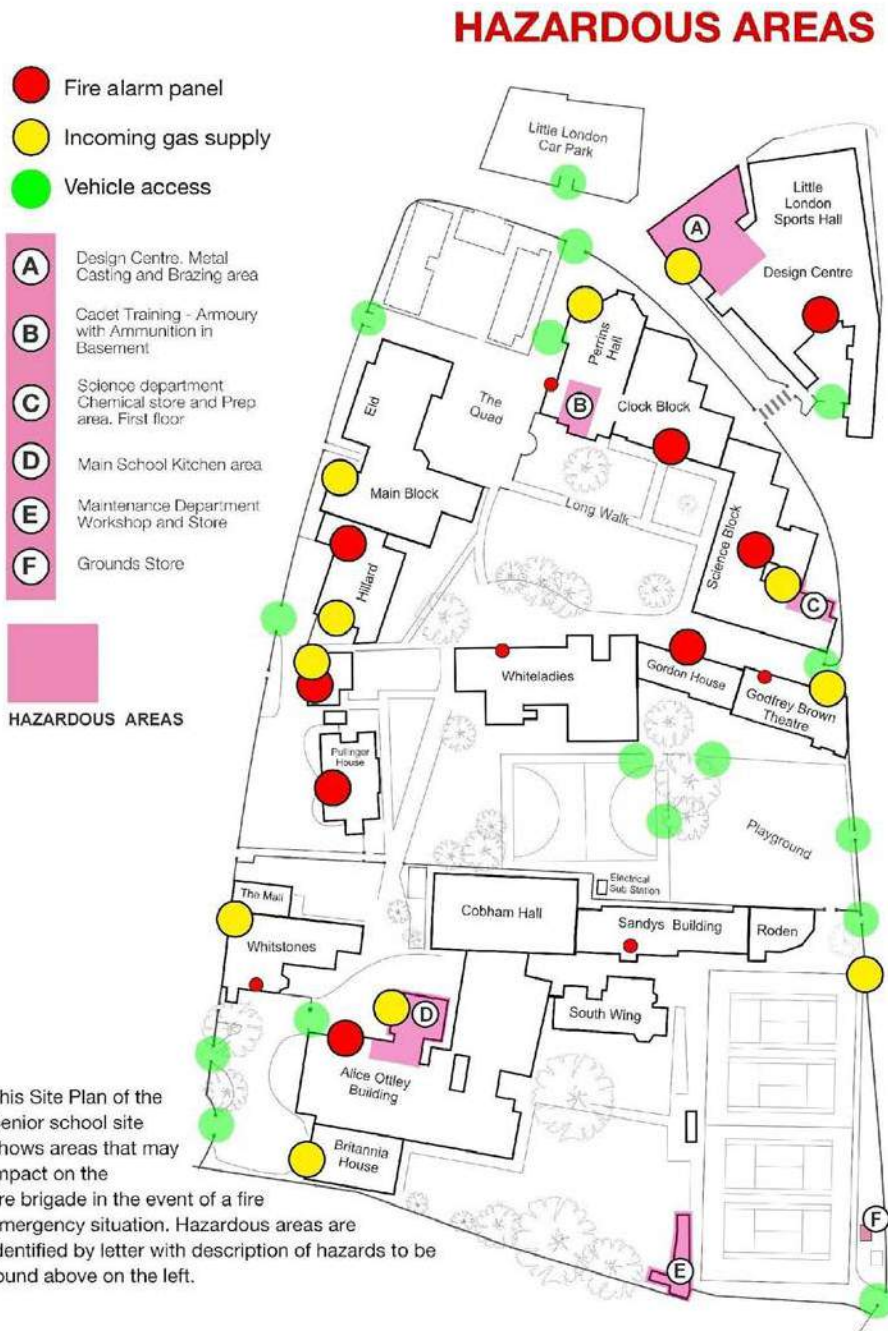 HAZARDOUS AREAS
Fire alarm panel
Incoming gas supply
Vehicle access
A
Design Centre. Metal
Casting and Brazing area
B
Cadet Training - Armoury
with Ammunition in
Basement
C
Science department
Chemical store and Prep
area. First floor
D
Main School Kitchen area
E
Maintenance Department
Workshop and Store
F
Grounds Store
HAZARDOUS AREAS
Little London
Car Park
A
Little
London
Sports Hall
Design Centre
Perrins
Hall
B
Clock Block
Eld
The
Quad
Main Block
Long Walk
Science Block
C
Hillard
Whiteladies
Gordon House
Godfrey Brown
Theatre
Pullinger
House
Playground
Electrical
Sub Station
The Mall
Cobham Hall
Sandys Building
Roden
Whitstones
D
South Wing
Alice Ottley
Building
Britannia
House
F
E
his Site Plan of the
enior school site
hows areas that may
mpact on the
re brigade in the event of a fire
mergency situation. Hazardous areas are
dentified by letter with description of hazards to be
ound above on the left.